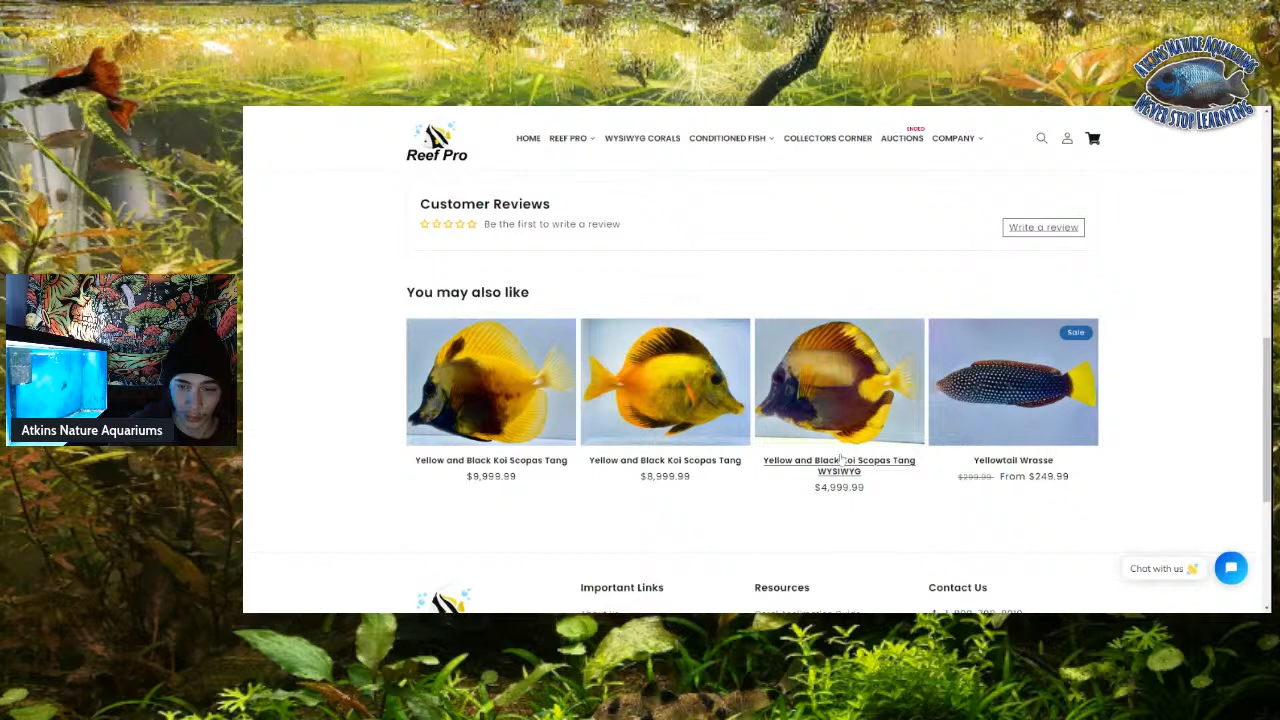 ATKINS NATURE AQUARIUMS
NEVER STOP LEARNING
Reef Pro
HOME
REEF PRO
WYSIWYG CORALS
CONDITIONED FISH
COLLECTORS CORNER
ENDED
AUCTIONS
COMPANY
Customer Reviews
Be the first to write a review
Write a review
You may also like
Sale
Yellow and Black Koi Scopas Tang
$9,999.99
Yellow and Black Koi Scopas Tang
$8,999.99
Yellow and Black Koi Scopas Tang
WYSIWYG
$4,999.99
Yellowtail Wrasse
$299.99 From $249.99
Atkins Nature Aquariums
Chat with us 👋
Important Links
Resources
Contact Us